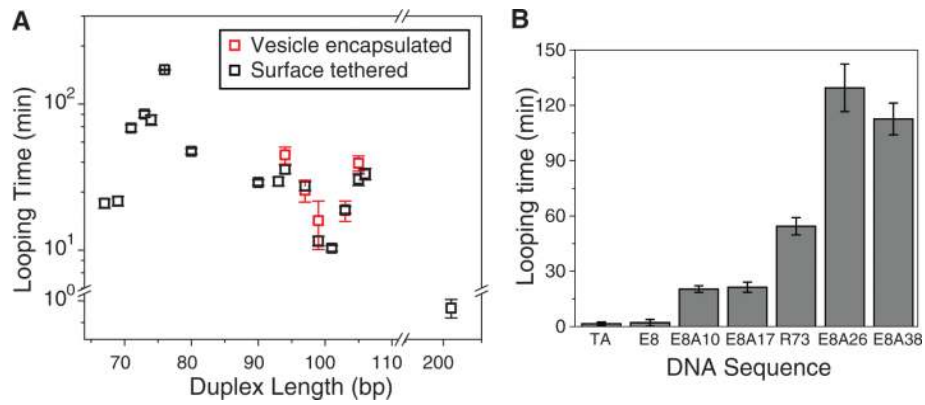 A
Looping Time (min)
10²
10¹
10⁰
Vesicle encapsulated
Surface tethered
70 80 90 100 110 200
Duplex Length (bp)
B
Looping time (min)
150
120
90
60
30
0
TA E8 E8A10 E8A17 R73 E8A26 E8A38
DNA Sequence